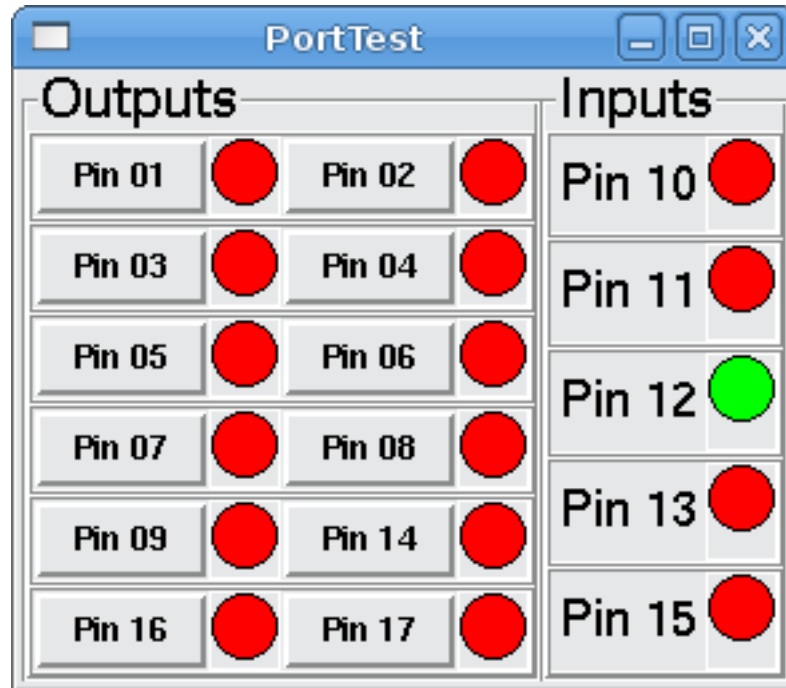 PortTest
Outputs
Inputs
Pin 01
Pin 02
Pin 10
Pin 03
Pin 04
Pin 11
Pin 05
Pin 06
Pin 12
Pin 07
Pin 08
Pin 13
Pin 09
Pin 14
Pin 15
Pin 16
Pin 17